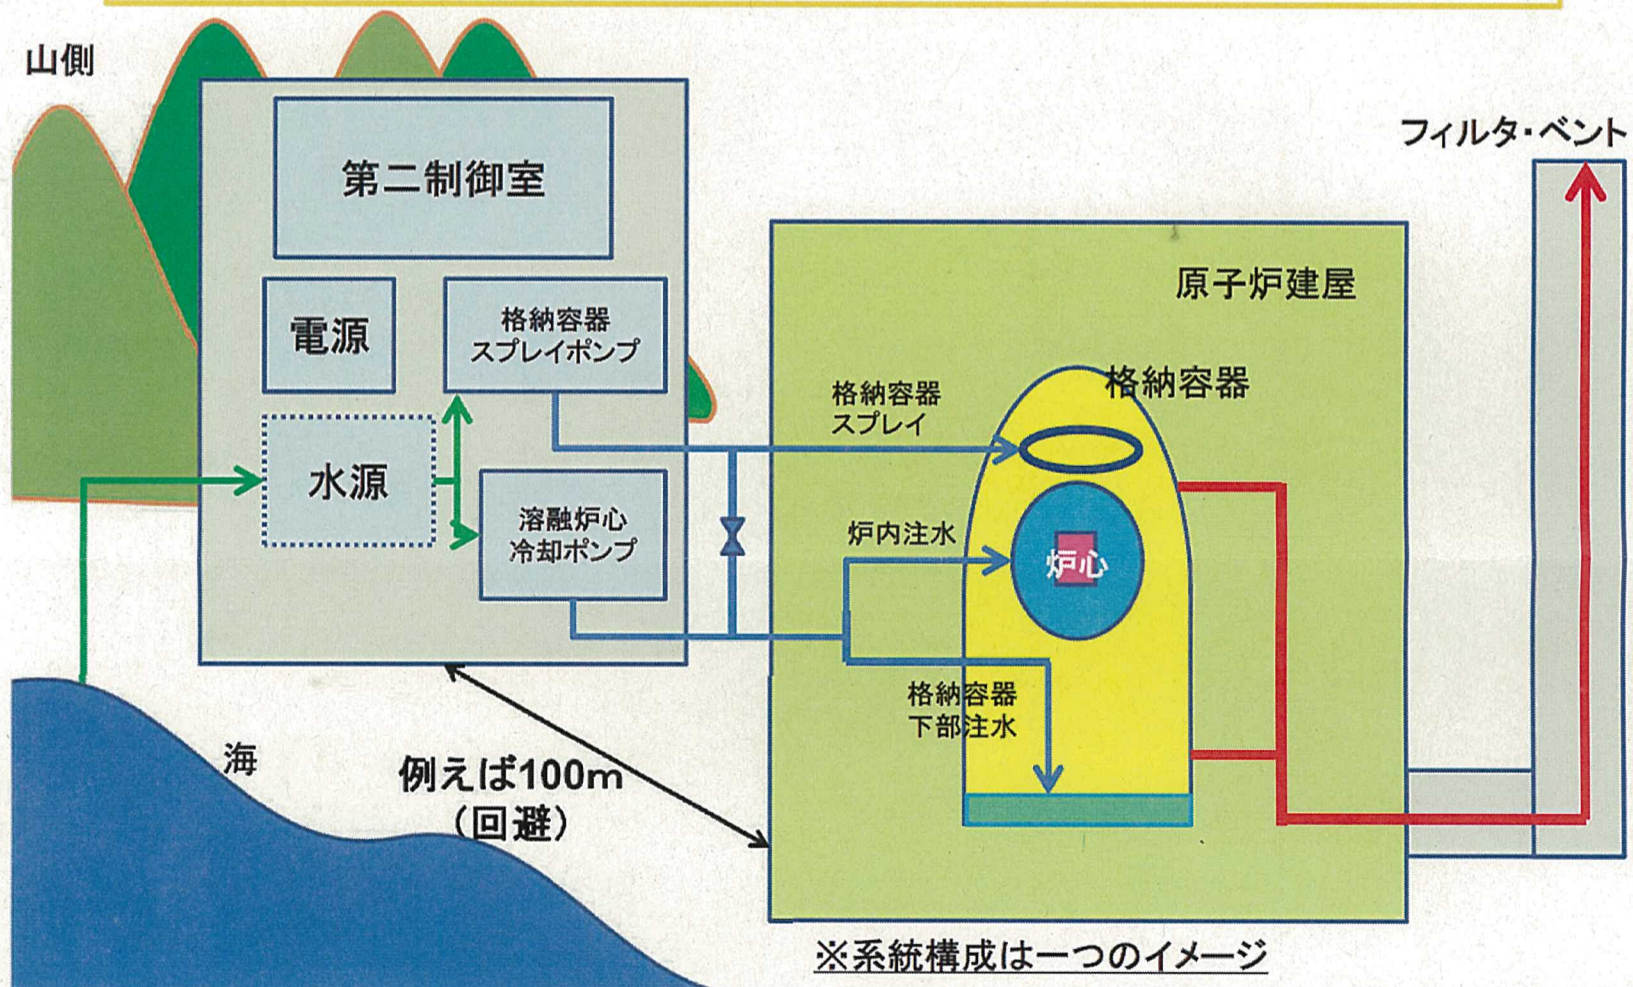 山側
フィルタ・ベント
第二制御室
原子炉建屋
電源
格納容器
スプレイポンプ
格納容器
格納容器
スプレイ
水源
溶融炉心
冷却ポンプ
炉内注水
炉心
格納容器
下部注水
海
例えば100m
（回避）
※系統構成は一つのイメージ